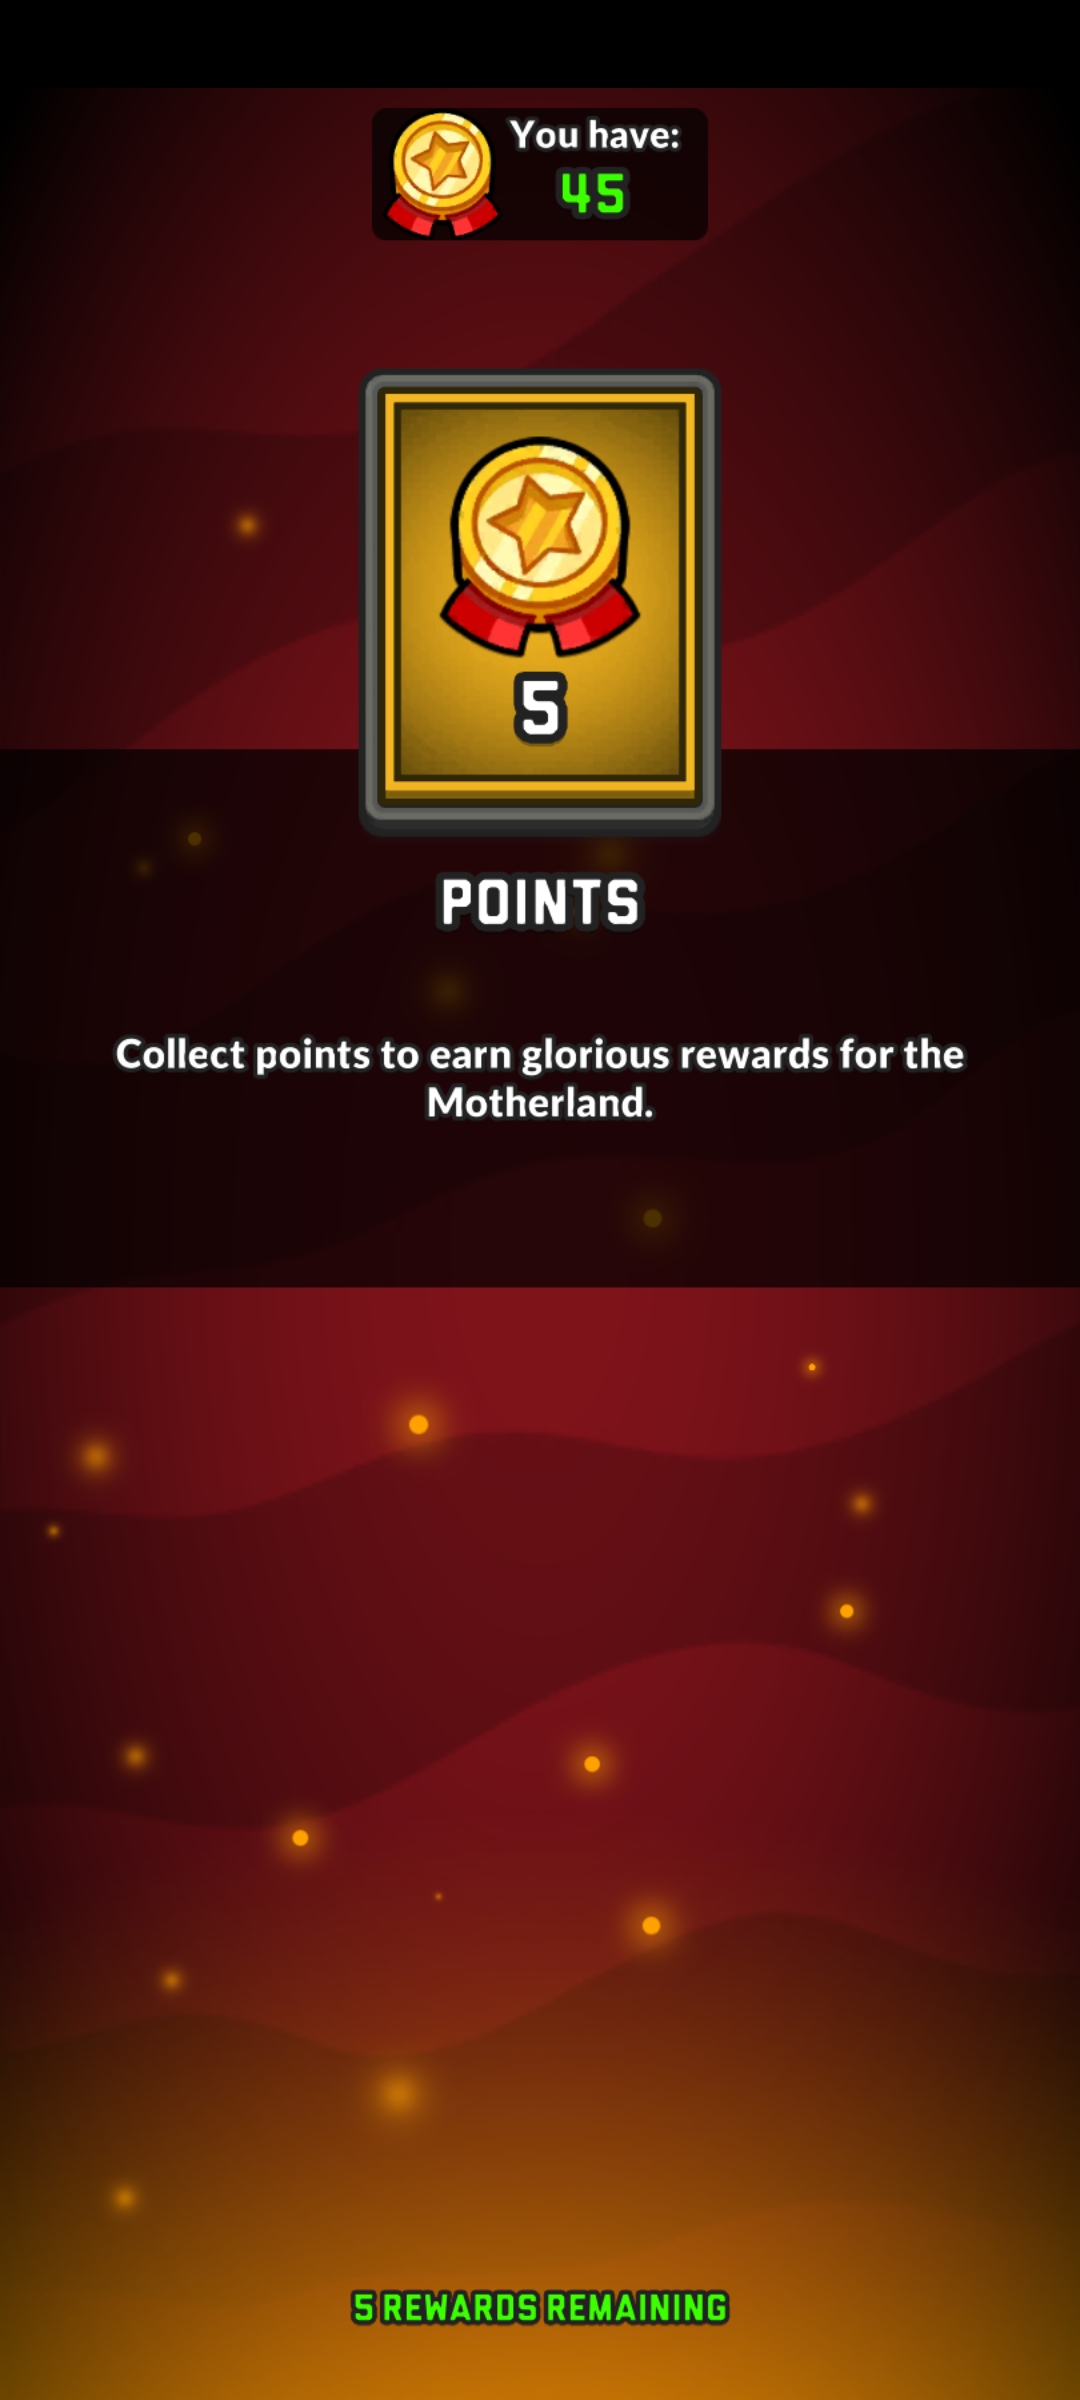 You have:
45
5
POINTS
Collect points to earn glorious rewards for the
Motherland.
5 REWARDS REMAINING